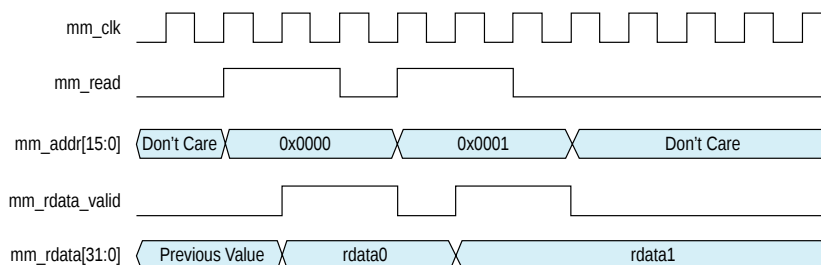 mm_clk
mm_read
mm_addr[15:0] Don't Care 0x0000 0x0001 Don't Care
mm_rdata_valid
mm_rdata[31:0] Previous Value rdata0 rdata1